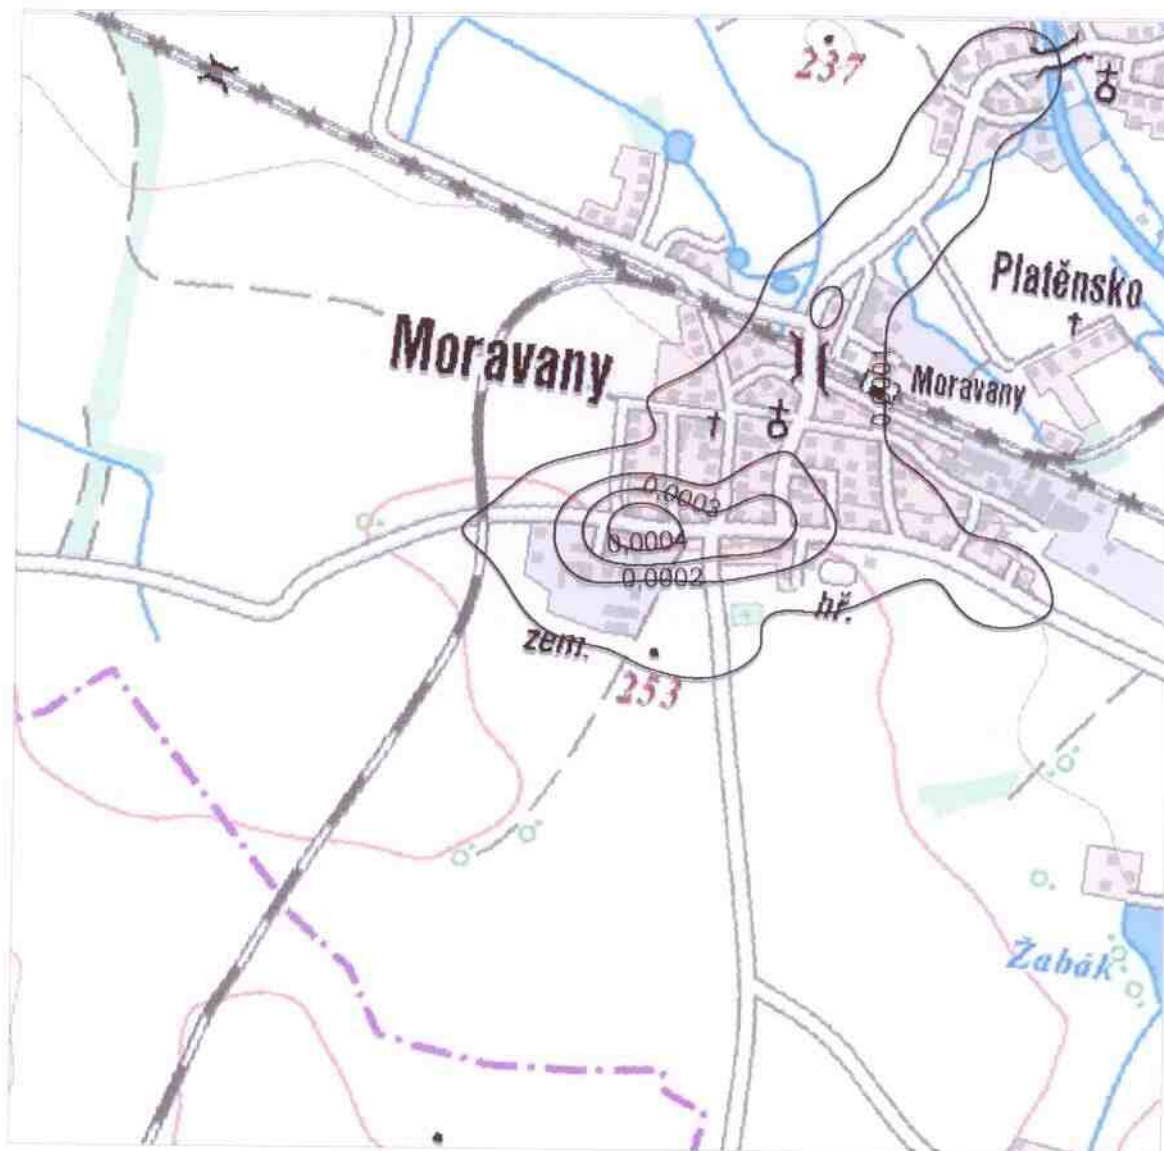 237
Platěnsko
Moravany
Moravany
0,0003
0,0004
0,0002
hř.
zem.
253
Žabák